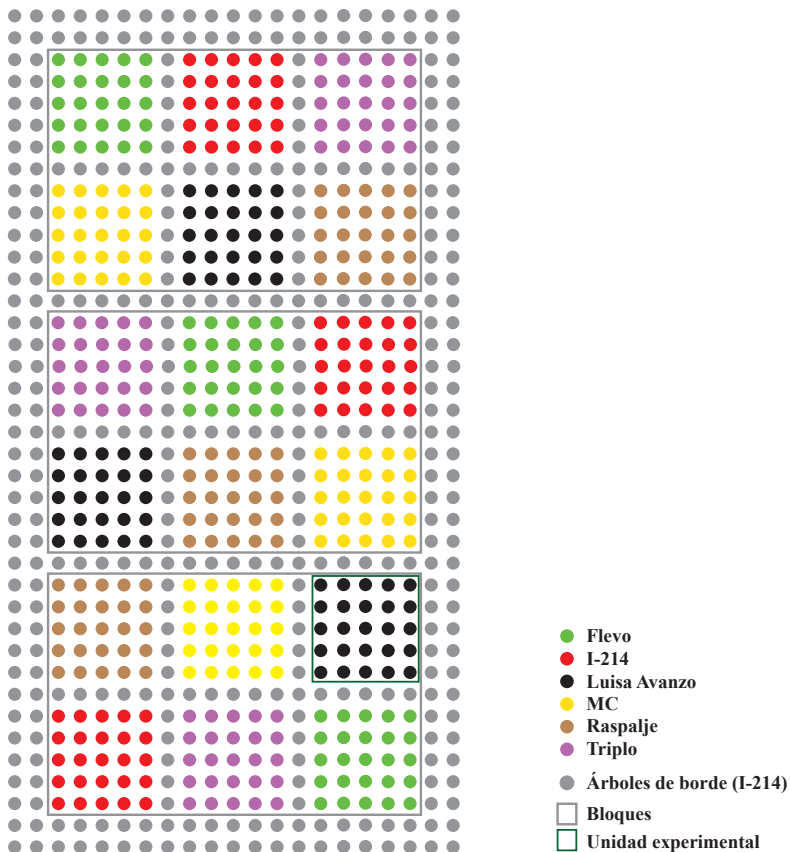 Flevo
I-214
Luisa Avanzo
MC
Raspalje
Triplo
Árboles de borde (I-214)
Bloques
Unidad experimental